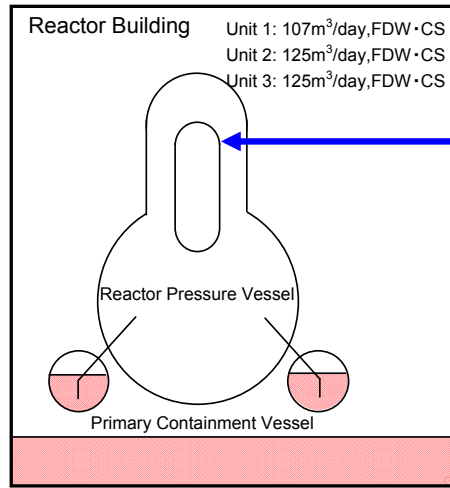 Reactor Building
Unit 1: 107m³/day,FDW・CS
Unit 2: 125m³/day,FDW・CS
Unit 3: 125m³/day,FDW・CS
Reactor Pressure Vessel
Primary Containment Vessel